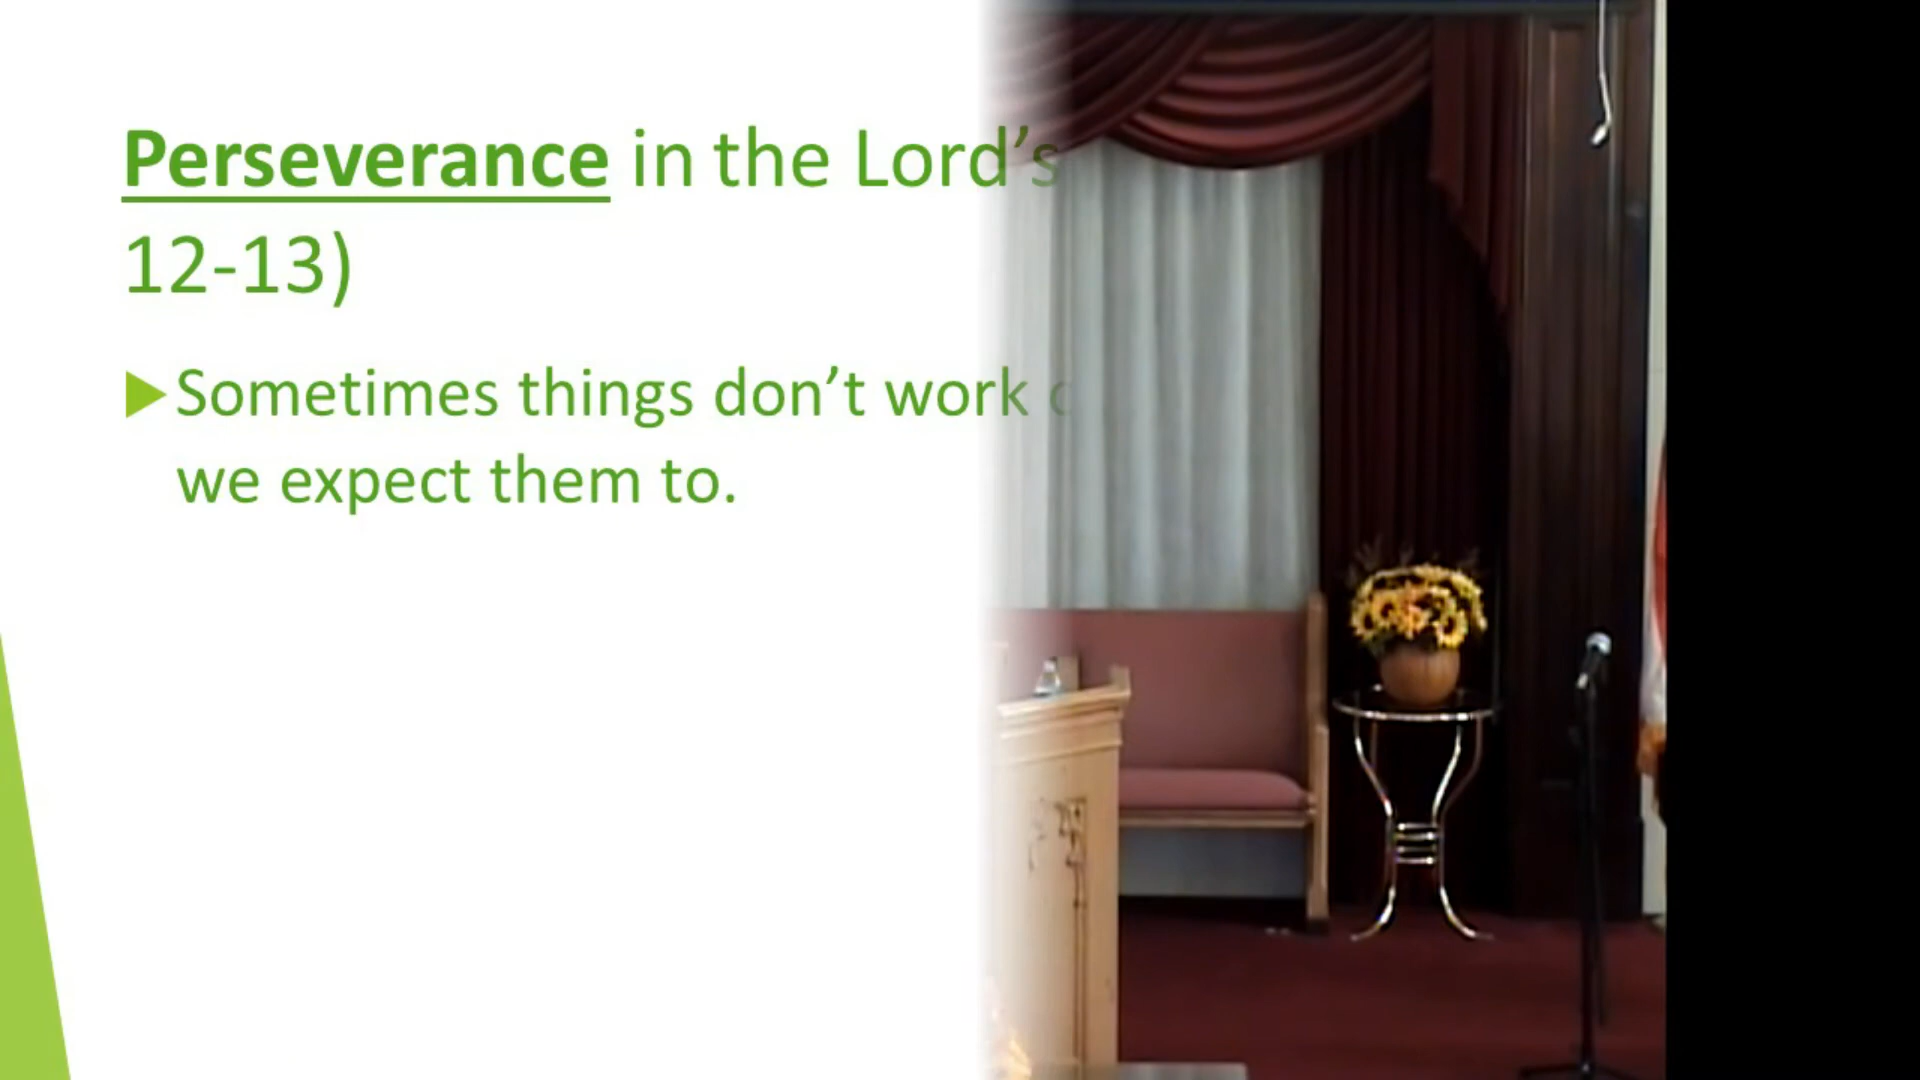 Perseverance in the Lord's
12-13)
Sometimes things don't work
we expect them to.